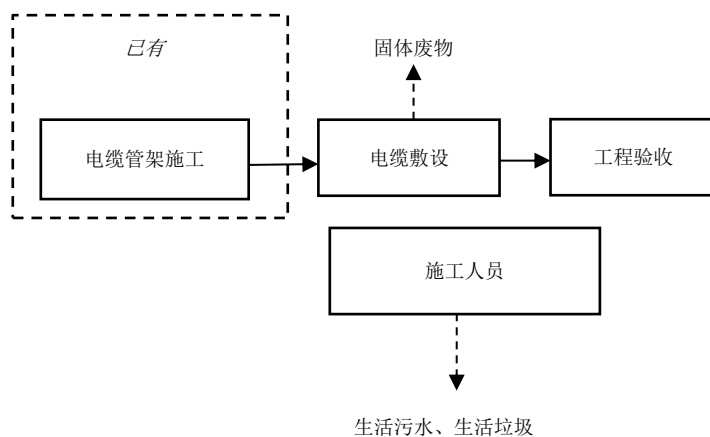 已有
固体废物
电缆管架施工
电缆敷设
工程验收
施工人员
生活污水、生活垃圾